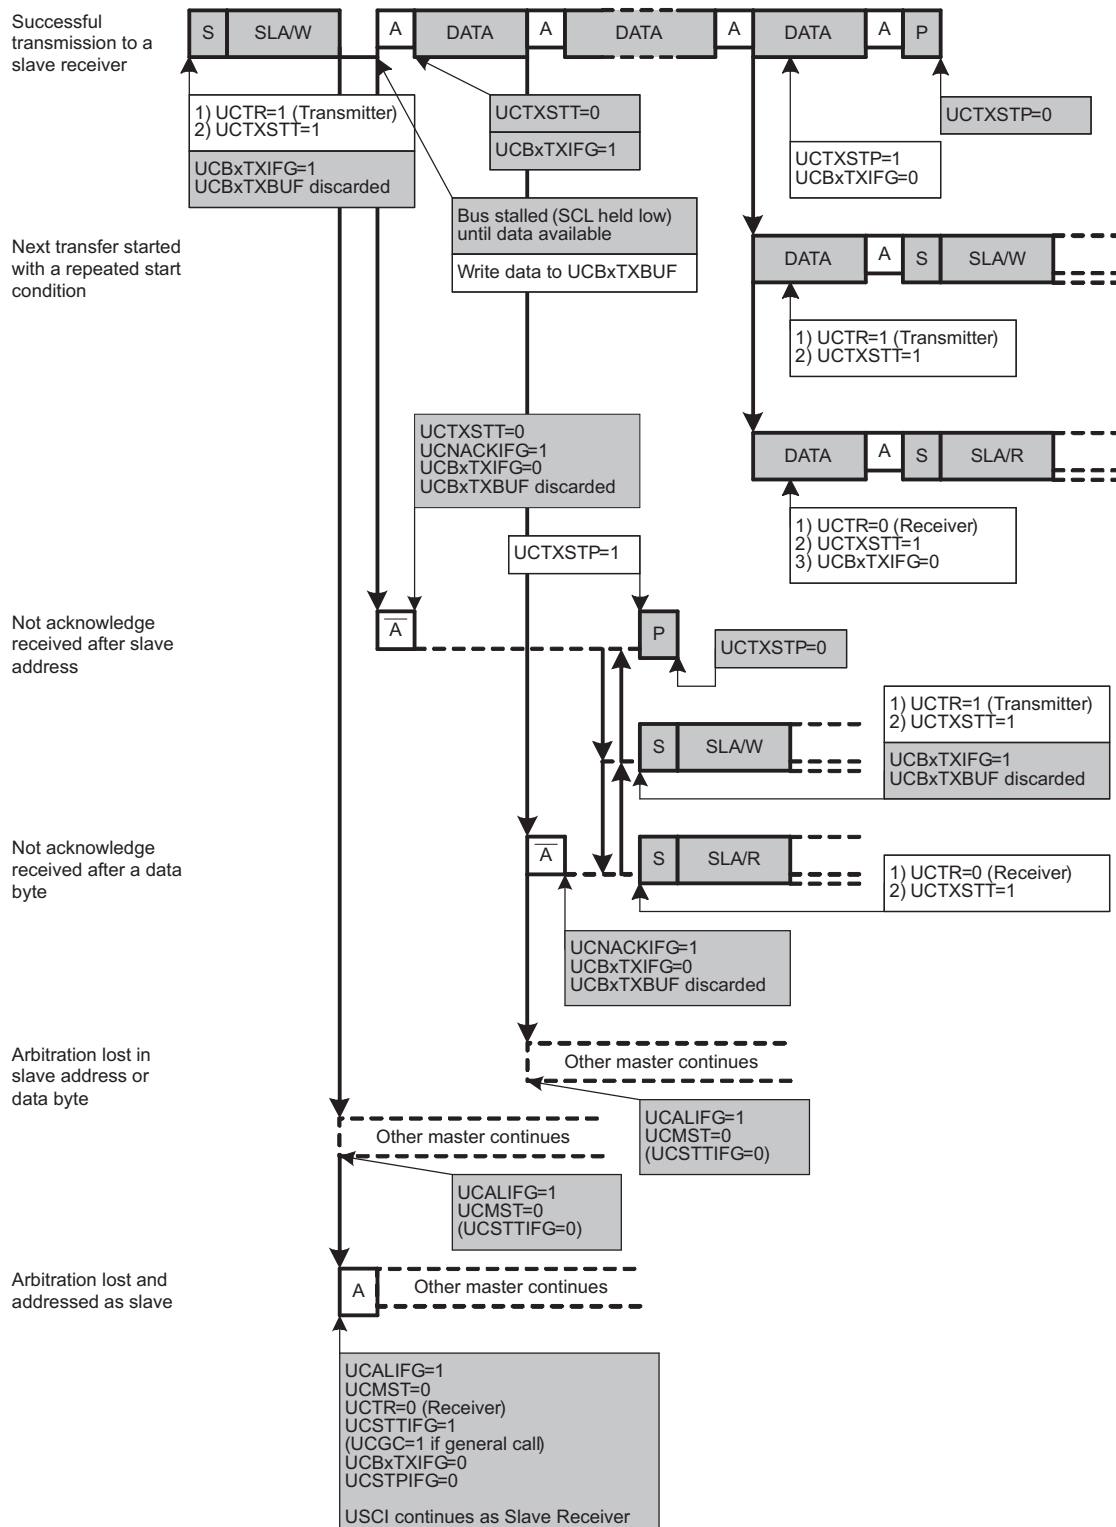 Successful
transmission to a
slave receiver
S
SLA/W
A
DATA
A
DATA
A
DATA
A
P
1) UCTR=1 (Transmitter)
2) UCTXSTT=1
UCBxTXIFG=1
UCBxTXBUF discarded
UCTXSTT=0
UCBxTXIFG=1
Bus stalled (SCL held low)
until data available
Write data to UCBxTXBUF
UCTXSTP=1
UCBxTXIFG=0
UCTXSTP=0
Next transfer started
with a repeated start
condition
DATA
A
S
SLA/W
1) UCTR=1 (Transmitter)
2) UCTXSTT=1
DATA
A
S
SLA/R
1) UCTR=0 (Receiver)
2) UCTXSTT=1
3) UCBxTXIFG=0
UCTXSTT=0
UCNACKIFG=1
UCBxTXIFG=0
UCBxTXBUF discarded
UCTXSTP=1
Not acknowledge
received after slave
address
A̅
P
UCTXSTP=0
S
SLA/W
1) UCTR=1 (Transmitter)
2) UCTXSTT=1
UCBxTXIFG=1
UCBxTXBUF discarded
Not acknowledge
received after a data
byte
A̅
S
SLA/R
1) UCTR=0 (Receiver)
2) UCTXSTT=1
UCNACKIFG=1
UCBxTXIFG=0
UCBxTXBUF discarded
Arbitration lost in
slave address or
data byte
Other master continues
UCALIFG=1
UCMST=0
(UCSTTIFG=0)
Other master continues
UCALIFG=1
UCMST=0
(UCSTTIFG=0)
Arbitration lost and
addressed as slave
A
Other master continues
UCALIFG=1
UCMST=0
UCTR=0 (Receiver)
UCSTTIFG=1
(UCGC=1 if general call)
UCBxTXIFG=0
UCSTPIFG=0
USCI continues as Slave Receiver